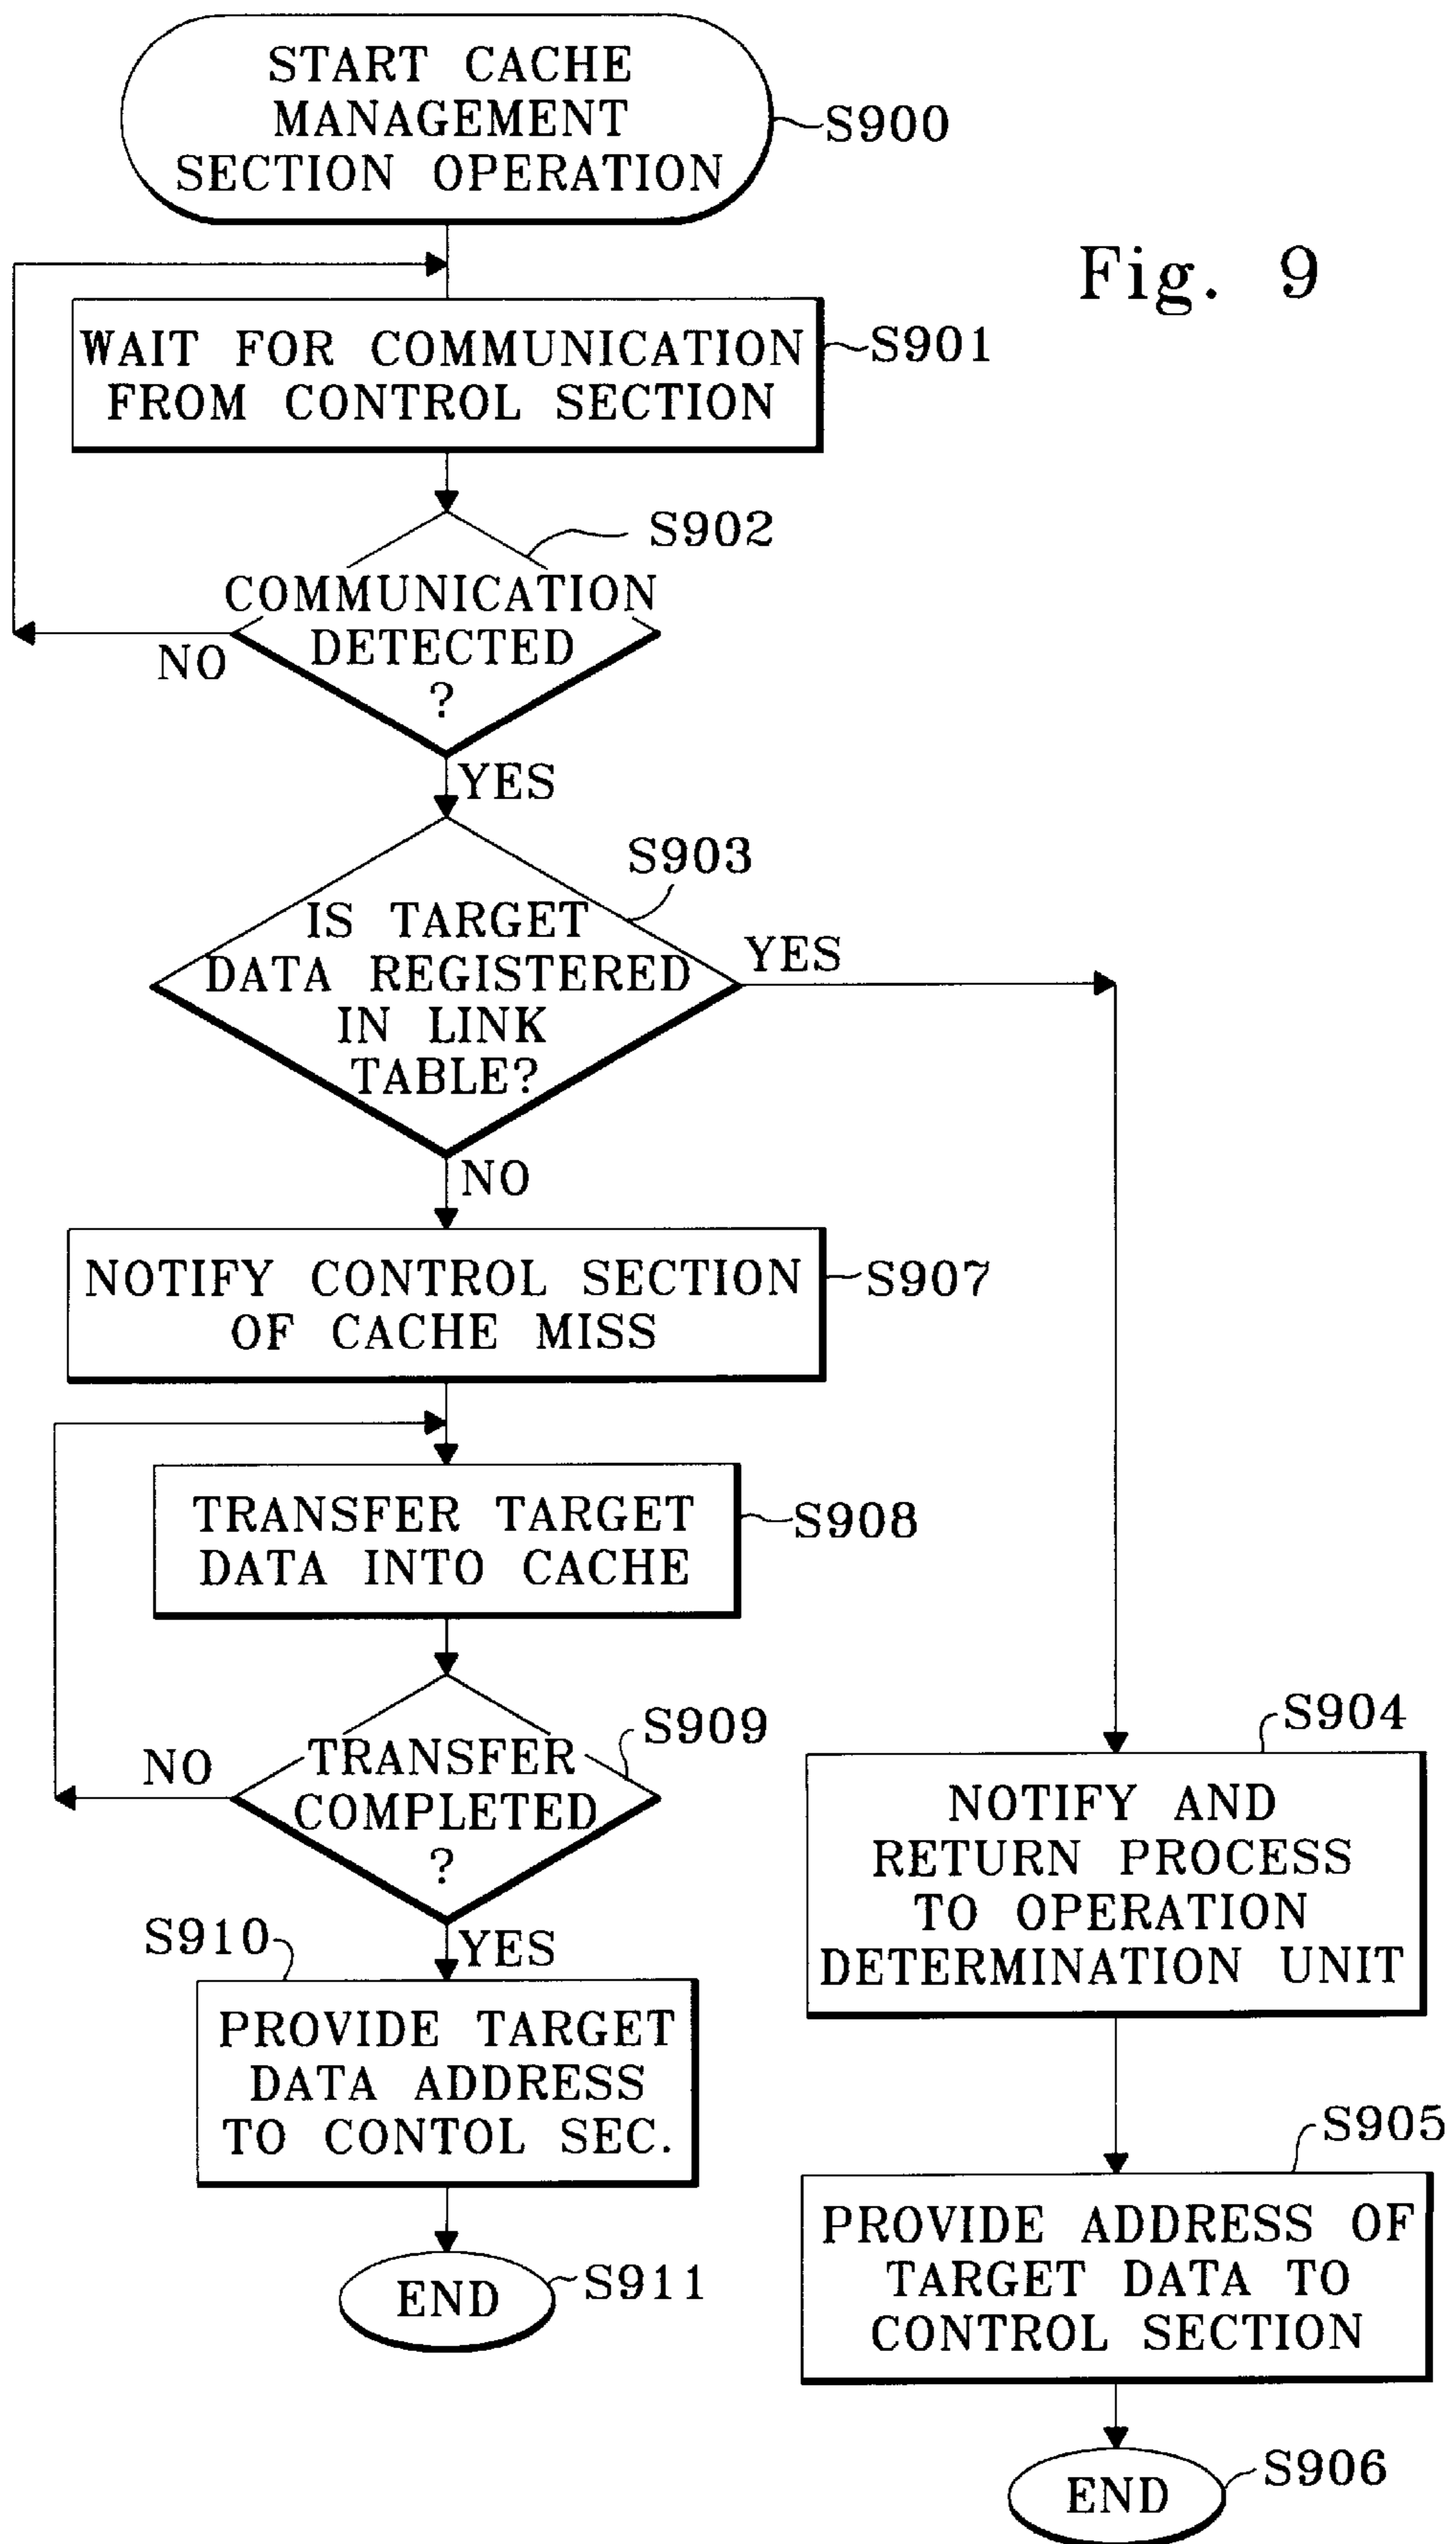 START CACHE
MANAGEMENT
SECTION OPERATION
S900
Fig. 9
WAIT FOR COMMUNICATION
FROM CONTROL SECTION
S901
S902
COMMUNICATION
DETECTED
?
NO
YES
S903
IS TARGET
DATA REGISTERED
IN LINK
TABLE?
YES
NO
NOTIFY CONTROL SECTION
OF CACHE MISS
S907
TRANSFER TARGET
DATA INTO CACHE
S908
S909
TRANSFER
COMPLETED
?
NO
YES
S910
PROVIDE TARGET
DATA ADDRESS
TO CONTOL SEC.
END
S911
S904
NOTIFY AND
RETURN PROCESS
TO OPERATION
DETERMINATION UNIT
S905
PROVIDE ADDRESS OF
TARGET DATA TO
CONTROL SECTION
END
S906